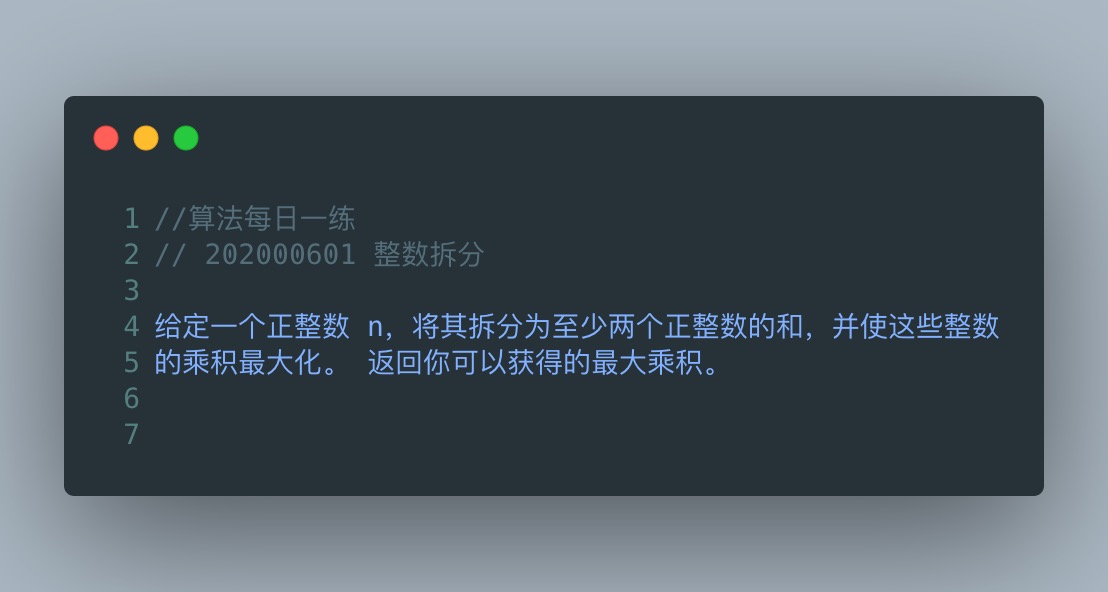 1 //算法每日一练
2 // 202000601 整数拆分
3
4 给定一个正整数 n, 将其拆分为至少两个正整数的和, 并使这些整数
5 的乘积最大化。 返回你可以获得的最大乘积。
6
7